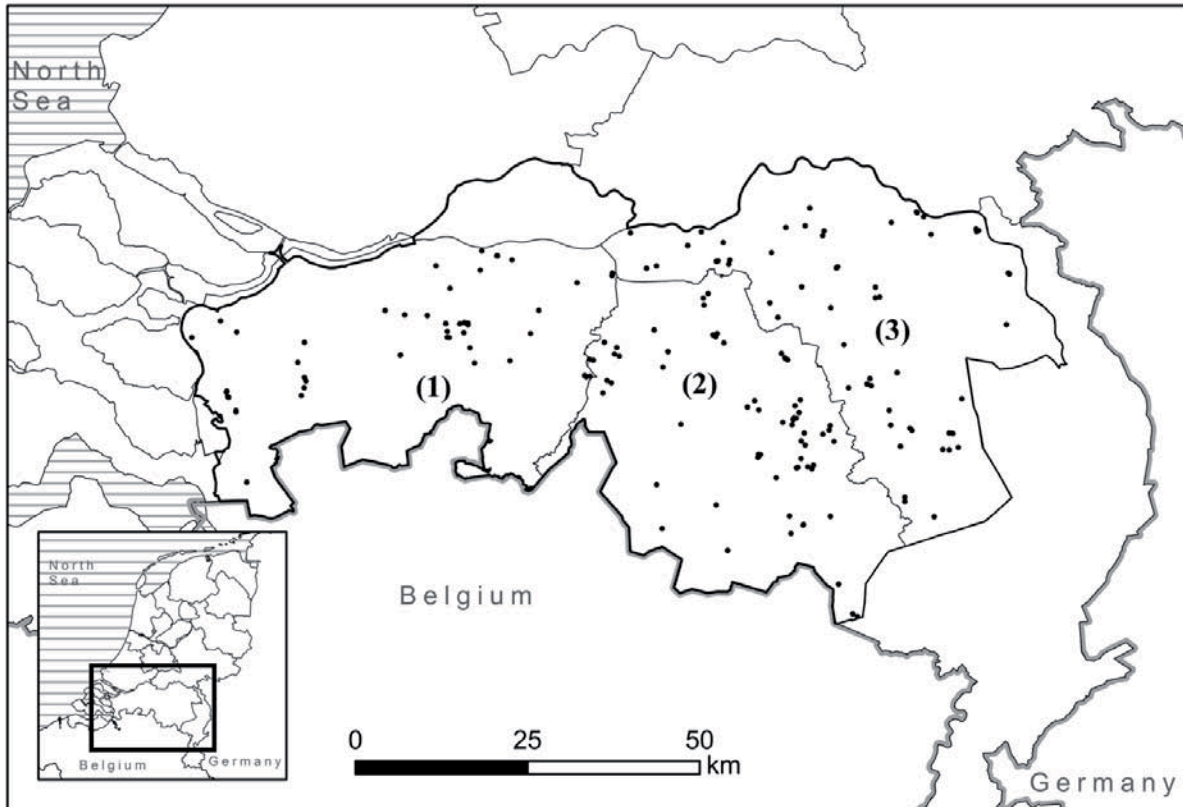 North
Sea
(3)
(2)
(1)
North
Sea
Belgium
Belgium
Germany
0
25
50
km
Germany